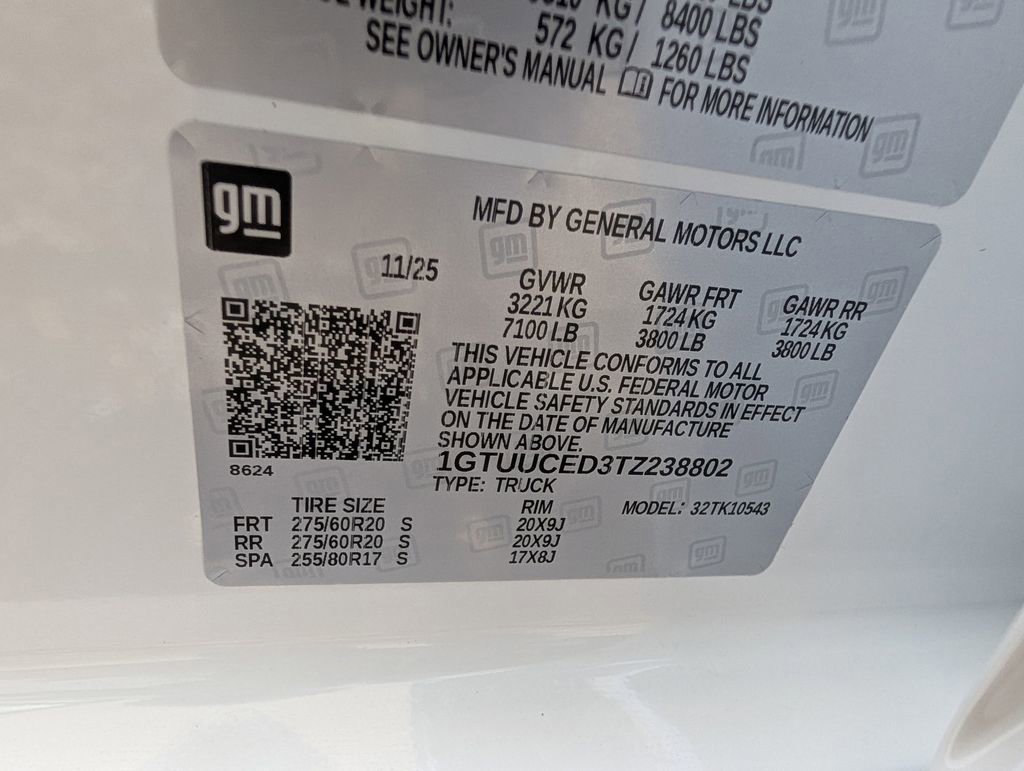 WEIGHT:
KG/ 8400 LBS
572 KG/ 1260 LBS
SEE OWNER'S MANUAL FOR MORE INFORMATION
gm
MFD BY GENERAL MOTORS LLC
11/25
GVWR GAWR FRT GAWR RR
3221 KG 1724 KG 1724 KG
7100 LB 3800 LB 3800 LB
THIS VEHICLE CONFORMS TO ALL
APPLICABLE U.S. FEDERAL MOTOR
VEHICLE SAFETY STANDARDS IN EFFECT
ON THE DATE OF MANUFACTURE
SHOWN ABOVE.
8624
1GTUUCED3TZ238802
TYPE: TRUCK
TIRE SIZE RIM MODEL: 32TK10543
FRT 275/60R20 S 20X9J
RR 275/60R20 S 20X9J
SPA 255/80R17 S 17X8J